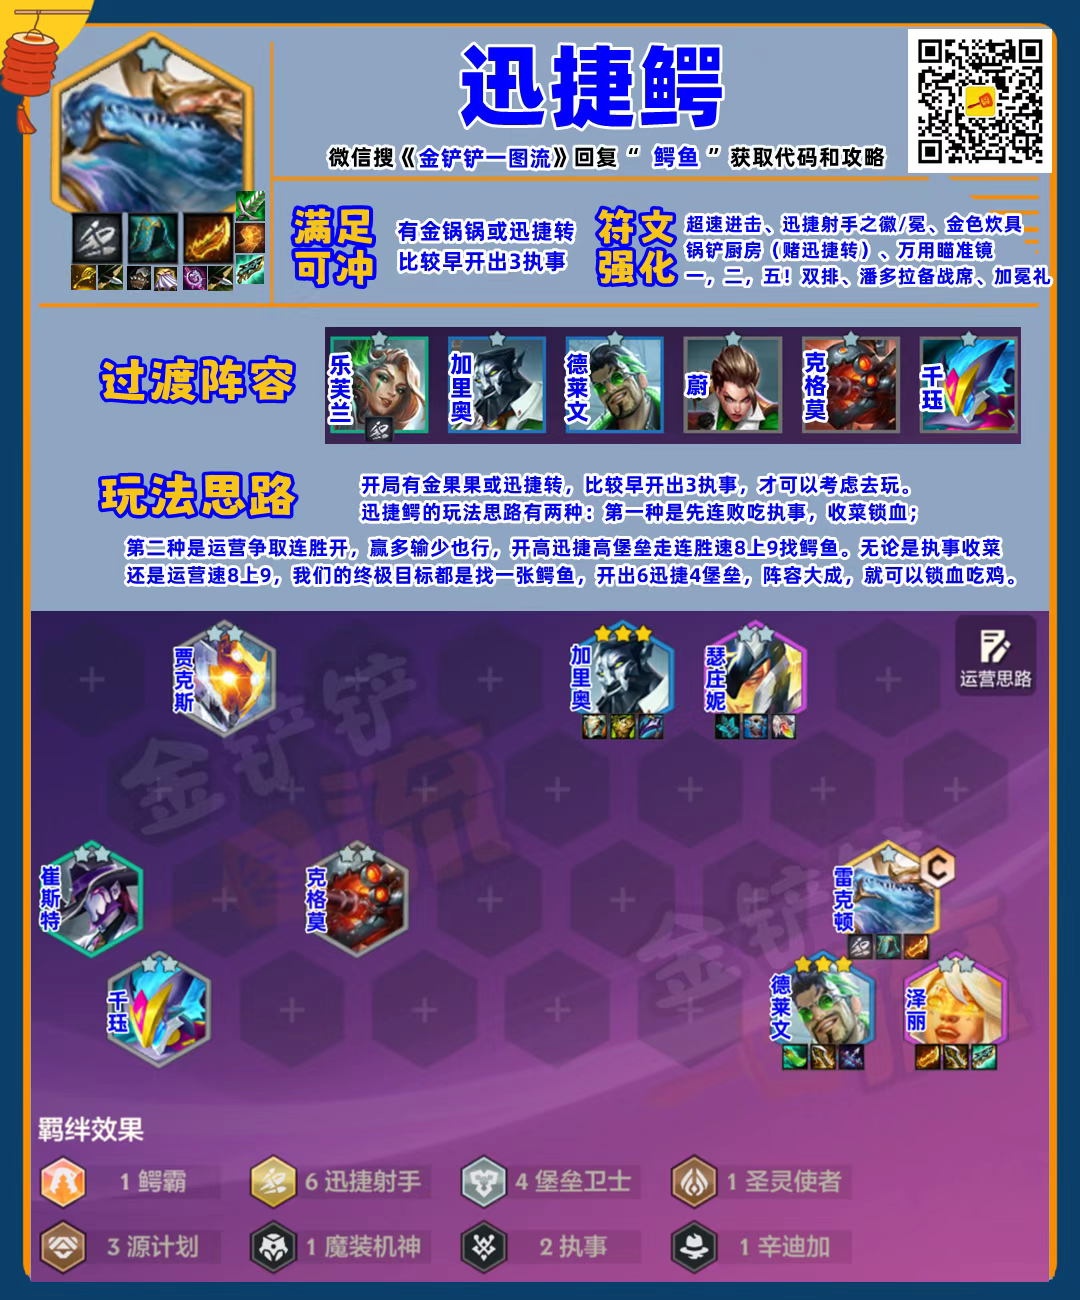 迅捷鳄
微信搜《金铲铲一图流》回复“ 鳄鱼 ”获取代码和攻略
满足
可冲
有金锅锅或迅捷转
比较早开出3执事
符文
强化
超速进击、迅捷射手之徽/冕、金色炊具
锅铲厨房（赌迅捷转）、万用瞄准镜
一，二，五！双排、潘多拉备战席、加冕礼
过渡阵容
乐芙兰
加里奥
德莱文
蔚
克格莫
千珏
玩法思路
开局有金果果或迅捷转，比较早开出3执事，才可以考虑去玩。
迅捷鳄的玩法思路有两种：第一种是先连败吃执事，收菜锁血；
第二种是运营争取连胜开，赢多输少也行，开高迅捷高堡垒走连胜速8上9找鳄鱼。无论是执事收菜
还是运营速8上9，我们的终极目标都是找一张鳄鱼，开出6迅捷4堡垒，阵容大成，就可以锁血吃鸡。
贾克斯
加里奥
瑟庄妮
运营思路
金铲铲
一图流
崔斯特
克格莫
雷克顿
C
金铲铲
千珏
德莱文
泽丽
羁绊效果
1 鳄霸
6 迅捷射手
4 堡垒卫士
1 圣灵使者
3 源计划
1 魔装机神
2 执事
1 辛迪加